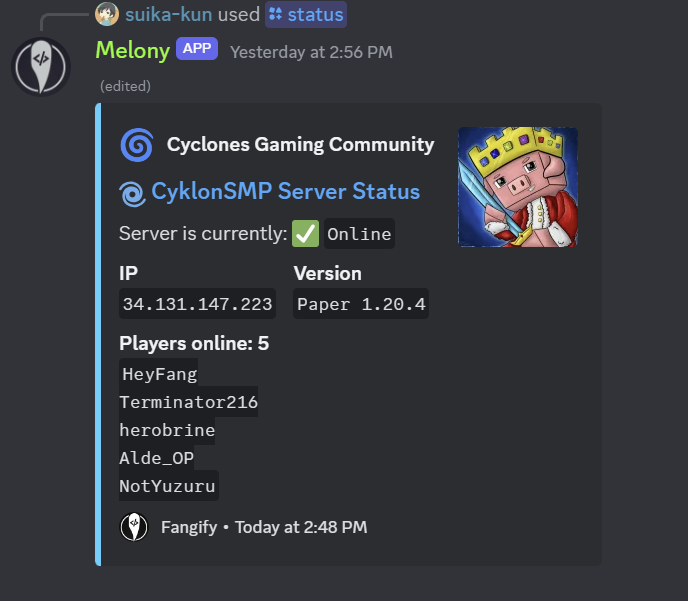 suika-kun used status
Melony APP Yesterday at 2:56 PM
(edited)
Cyclones Gaming Community
CyklonSMP Server Status
Server is currently: ✅ Online
IP Version
34.131.147.223 Paper 1.20.4
Players online: 5
HeyFang
Terminator216
herobrine
Alde_OP
NotYuzuru
Fangify • Today at 2:48 PM